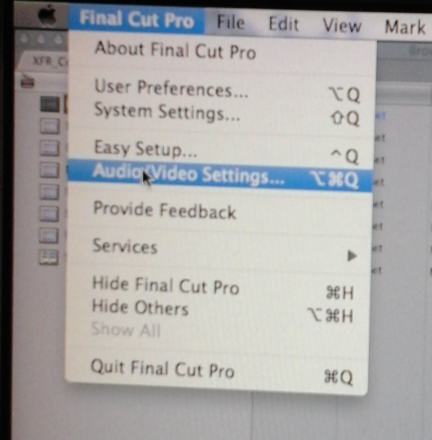 Final Cut Pro File Edit View Mark
About Final Cut Pro
User Preferences... ⌥Q
System Settings... ⇧Q
Easy Setup... ^Q
Audio/Video Settings... ⌥⌘Q
Provide Feedback
Services ▶
Hide Final Cut Pro ⌘H
Hide Others ⌥⌘H
Show All
Quit Final Cut Pro ⌘Q